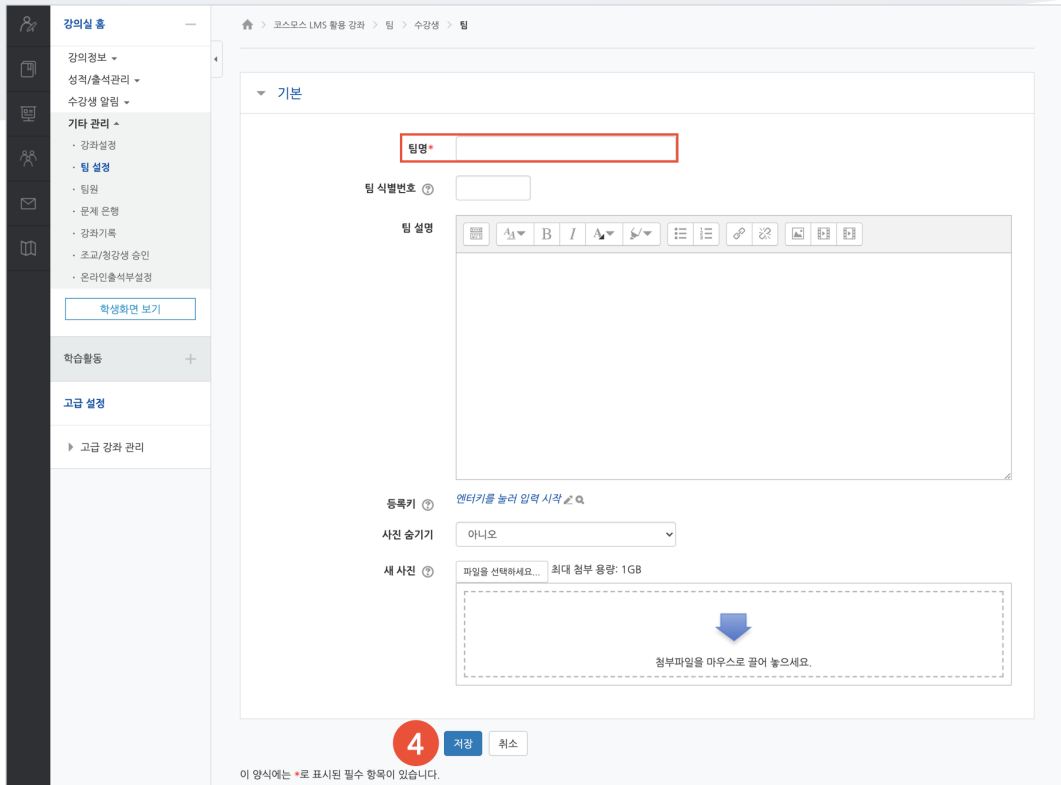 강의실 홈
강의정보
성적/출석관리
수강생 알림
기타 관리
· 강좌설정
· 팀 설정
· 팀원
· 문제 은행
· 강좌기록
· 조교/청강생 승인
· 온라인출석부설정
학생화면 보기
학습활동
고급 설정
고급 강좌 관리
코스모스 LMS 활용 강좌 > 팀 > 수강생 > 팀
기본
팀명*
팀 식별번호
팀 설명
B I A
등록키 엔터키를 눌러 입력 시작
사진 숨기기 아니오
새 사진 파일을 선택하세요... 최대 첨부 용량: 1GB
첨부파일을 마우스로 끌어 놓으세요.
4 저장 취소
이 양식에는 *로 표시된 필수 항목이 있습니다.